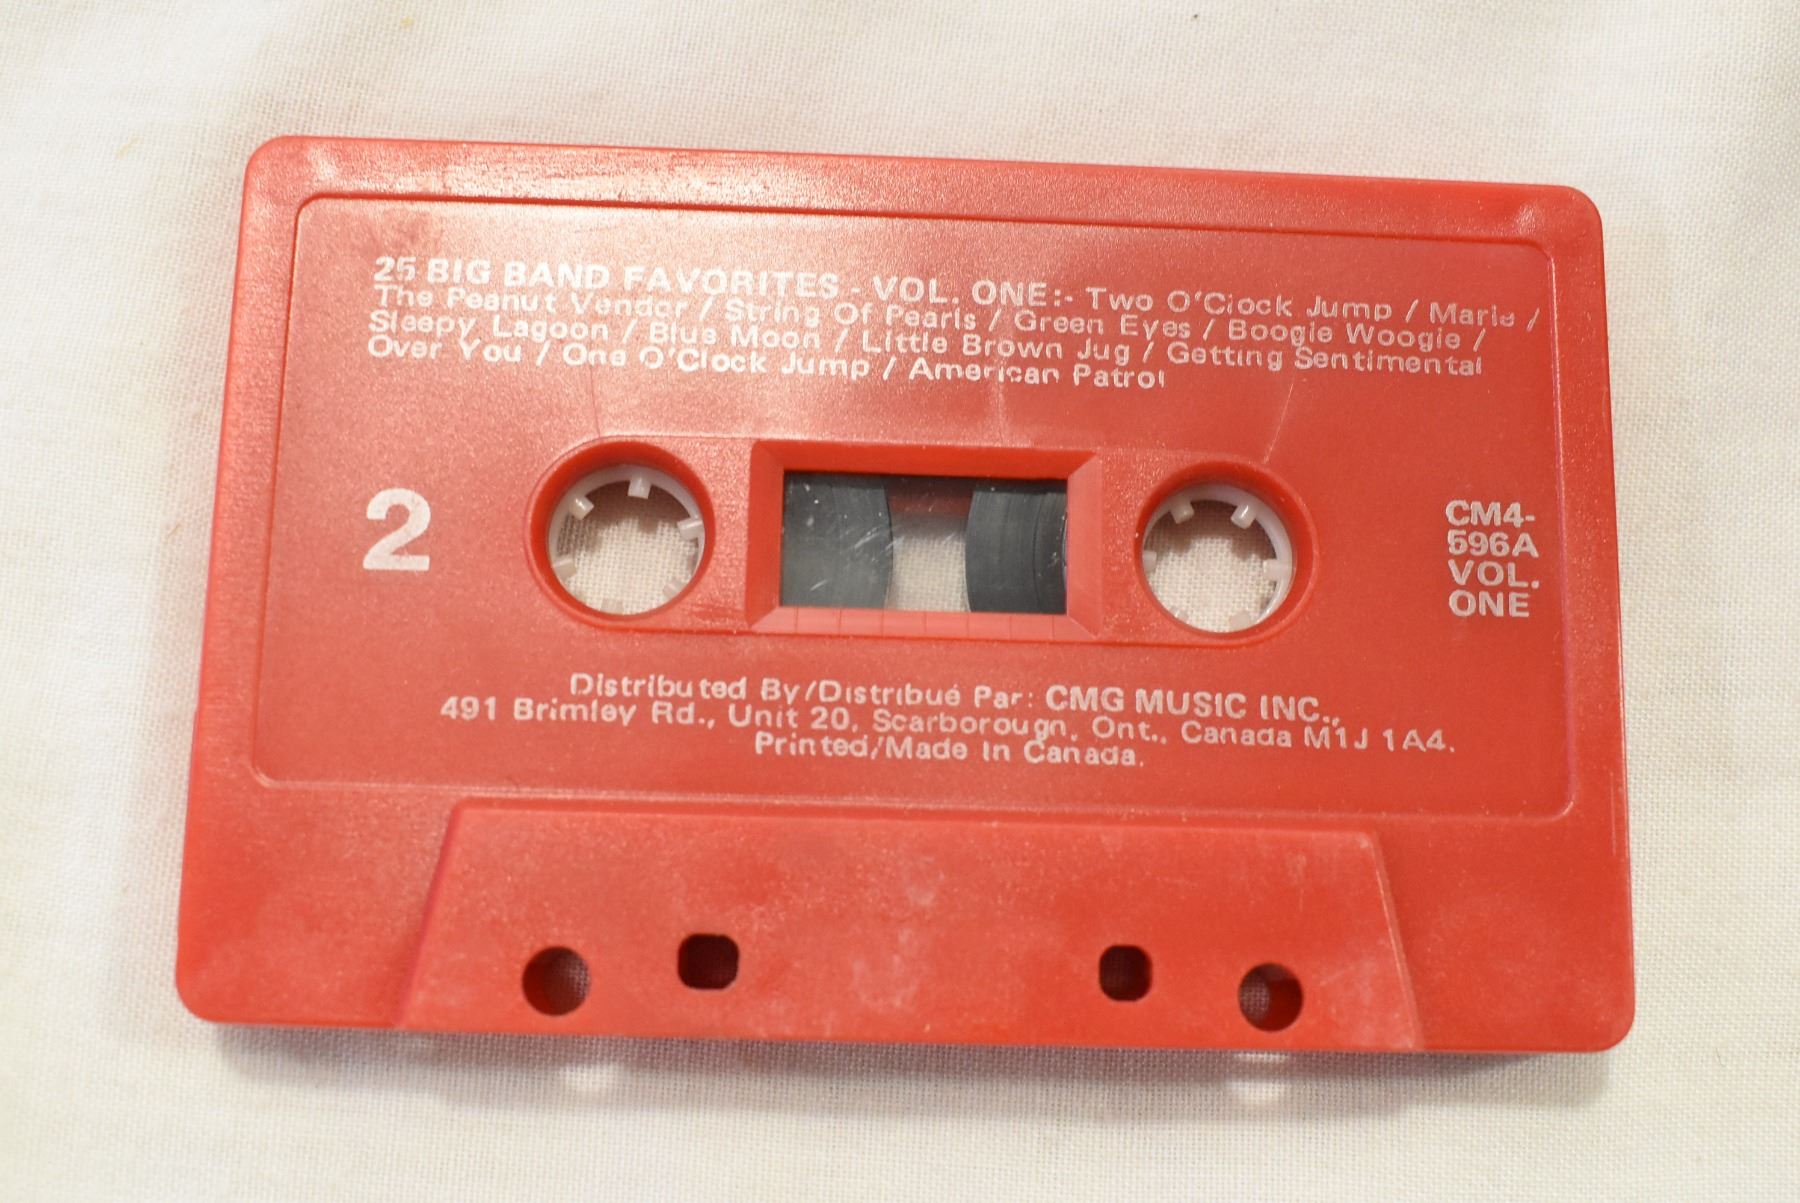 25 BIG BAND FAVORITES - VOL. ONE:- Two O'Clock Jump / Marie /
The Peanut Vendor / String Of Pearls / Green Eyes / Boogie Woogie /
Sleepy Lagoon / Blue Moon / Little Brown Jug / Getting Sentimental
Over You / One O'Clock Jump / American Patrol
2
CM4-
596A
VOL.
ONE
Distributed By/Distribué Par: CMG MUSIC INC.,
491 Brimley Rd., Unit 20, Scarborough, Ont., Canada M1J 1A4.
Printed/Made In Canada.